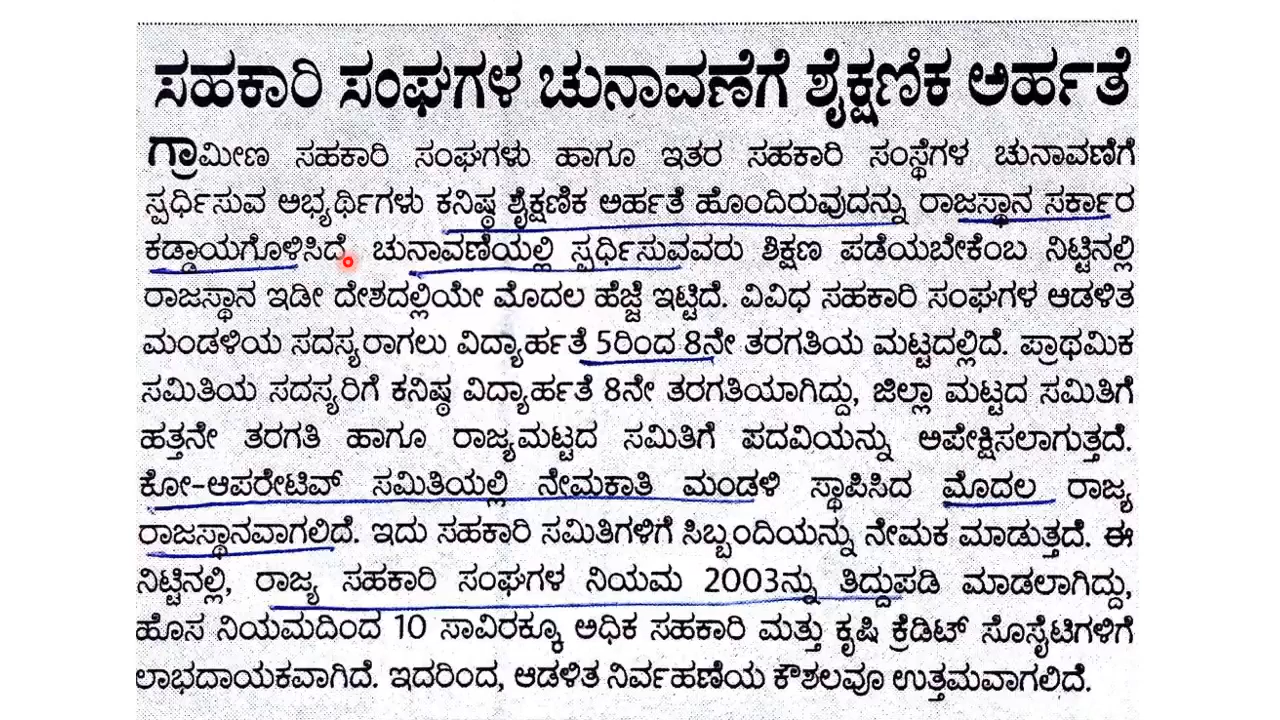 ಸಹಕಾರಿ ಸಂಘಗಳ ಚುನಾವಣೆಗೆ ಶೈಕ್ಷಣಿಕ ಅರ್ಹತೆ
ಗ್ರಾಮೀಣ ಸಹಕಾರಿ ಸಂಘಗಳು ಹಾಗೂ ಇತರ ಸಹಕಾರಿ ಸಂಸ್ಥೆಗಳ ಚುನಾವಣೆಗೆ
ಸ್ಪರ್ಧಿಸುವ ಅಭ್ಯರ್ಥಿಗಳು ಕನಿಷ್ಠ ಶೈಕ್ಷಣಿಕ ಅರ್ಹತೆ ಹೊಂದಿರುವುದನ್ನು ರಾಜಸ್ಥಾನ ಸರ್ಕಾರ
ಕಡ್ಡಾಯಗೊಳಿಸಿದೆ. ಚುನಾವಣೆಯಲ್ಲಿ ಸ್ಪರ್ಧಿಸುವವರು ಶಿಕ್ಷಣ ಪಡೆಯಬೇಕೆಂಬ ನಿಟ್ಟಿನಲ್ಲಿ
ರಾಜಸ್ಥಾನ ಇಡೀ ದೇಶದಲ್ಲಿಯೇ ಮೊದಲ ಹೆಜ್ಜೆ ಇಟ್ಟಿದೆ. ವಿವಿಧ ಸಹಕಾರಿ ಸಂಘಗಳ ಆಡಳಿತ
ಮಂಡಳಿಯ ಸದಸ್ಯರಾಗಲು ವಿದ್ಯಾರ್ಹತೆ 5ರಿಂದ 8ನೇ ತರಗತಿಯ ಮಟ್ಟದಲ್ಲಿದೆ. ಪ್ರಾಥಮಿಕ
ಸಮಿತಿಯ ಸದಸ್ಯರಿಗೆ ಕನಿಷ್ಠ ವಿದ್ಯಾರ್ಹತೆ 8ನೇ ತರಗತಿಯಾಗಿದ್ದು, ಜಿಲ್ಲಾ ಮಟ್ಟದ ಸಮಿತಿಗೆ
ಹತ್ತನೇ ತರಗತಿ ಹಾಗೂ ರಾಜ್ಯಮಟ್ಟದ ಸಮಿತಿಗೆ ಪದವಿಯನ್ನು ಅಪೇಕ್ಷಿಸಲಾಗುತ್ತದೆ.
ಕೋ-ಆಪರೇಟಿವ್ ಸಮಿತಿಯಲ್ಲಿ ನೇಮಕಾತಿ ಮಂಡಳಿ ಸ್ಥಾಪಿಸಿದ ಮೊದಲ ರಾಜ್ಯ
ರಾಜಸ್ಥಾನವಾಗಲಿದೆ. ಇದು ಸಹಕಾರಿ ಸಮಿತಿಗಳಿಗೆ ಸಿಬ್ಬಂದಿಯನ್ನು ನೇಮಕ ಮಾಡುತ್ತದೆ. ಈ
ನಿಟ್ಟಿನಲ್ಲಿ, ರಾಜ್ಯ ಸಹಕಾರಿ ಸಂಘಗಳ ನಿಯಮ 2003ನ್ನು ತಿದ್ದುಪಡಿ ಮಾಡಲಾಗಿದ್ದು,
ಹೊಸ ನಿಯಮದಿಂದ 10 ಸಾವಿರಕ್ಕೂ ಅಧಿಕ ಸಹಕಾರಿ ಮತ್ತು ಕೃಷಿ ಕ್ರೆಡಿಟ್ ಸೊಸೈಟಿಗಳಿಗೆ
ಲಾಭದಾಯಕವಾಗಿದೆ. ಇದರಿಂದ, ಆಡಳಿತ ನಿರ್ವಹಣೆಯ ಕೌಶಲವೂ ಉತ್ತಮವಾಗಲಿದೆ.